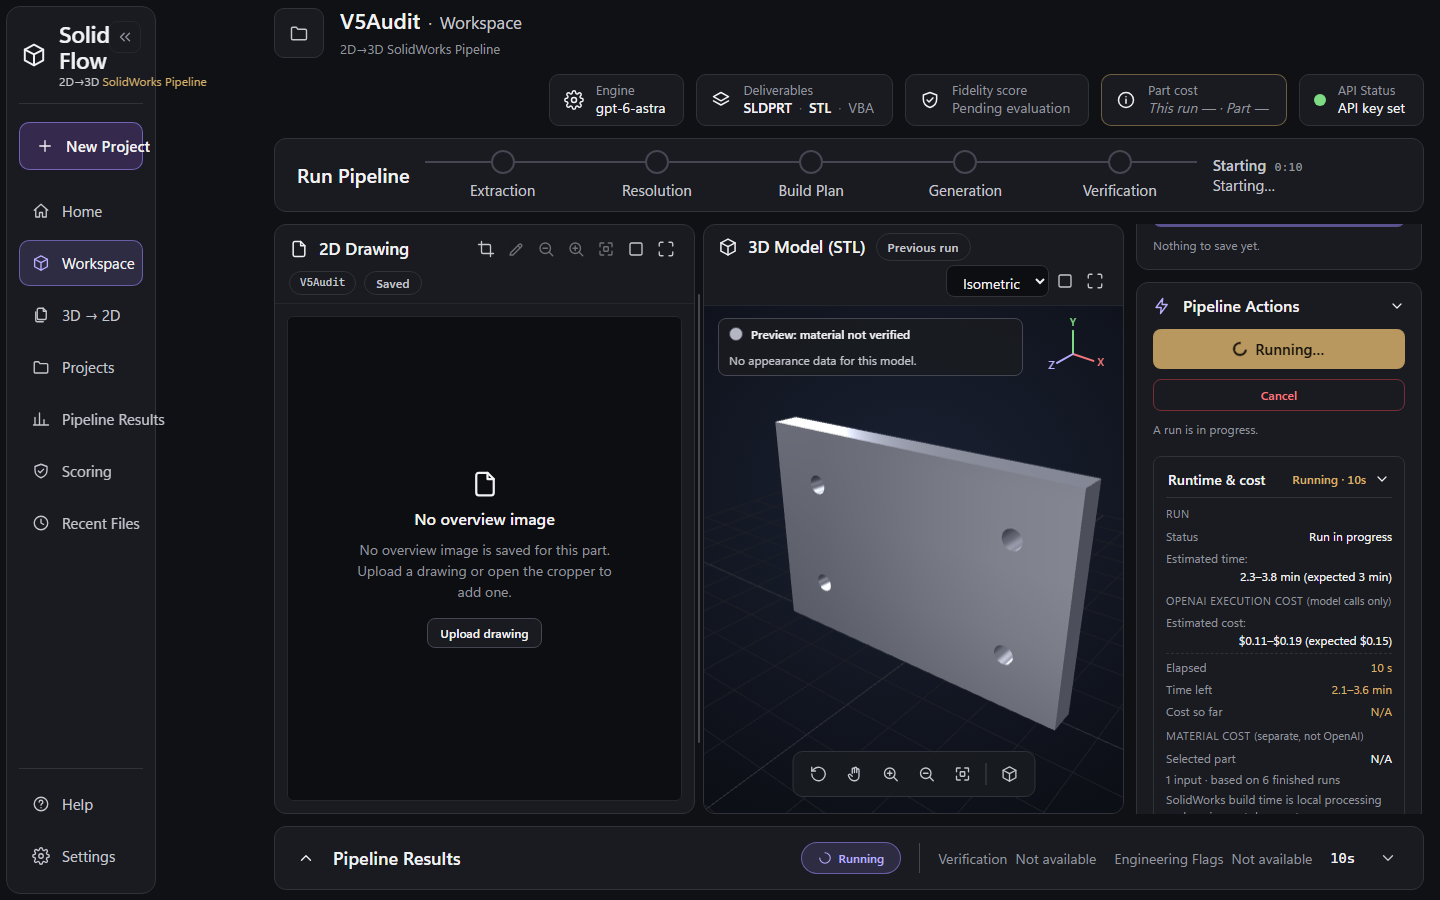 Solid
Flow
2D→3D SolidWorks Pipeline
New Project
Home
Workspace
3D → 2D
Projects
Pipeline Results
Scoring
Recent Files
Help
Settings
V5Audit · Workspace
2D→3D SolidWorks Pipeline
Engine
gpt-6-astra
Deliverables
SLDPRT · STL · VBA
Fidelity score
Pending evaluation
Part cost
This run — · Part —
API Status
API key set
Run Pipeline
Extraction
Resolution
Build Plan
Generation
Verification
Starting 0:10
Starting...
2D Drawing
V5Audit
Saved
No overview image
No overview image is saved for this part.
Upload a drawing or open the cropper to
add one.
Upload drawing
3D Model (STL)
Previous run
Isometric
Preview: material not verified
No appearance data for this model.
Y
Z
X
Nothing to save yet.
Pipeline Actions
Running...
Cancel
A run is in progress.
Runtime & cost
Running · 10s
RUN
Status Run in progress
Estimated time:
2.3–3.8 min (expected 3 min)
OPENAI EXECUTION COST (model calls only)
Estimated cost:
$0.11–$0.19 (expected $0.15)
Elapsed 10 s
Time left 2.1–3.6 min
Cost so far N/A
MATERIAL COST (separate, not OpenAI)
Selected part N/A
1 input · based on 6 finished runs
SolidWorks build time is local processing
Pipeline Results
Running
Verification Not available
Engineering Flags Not available
10s